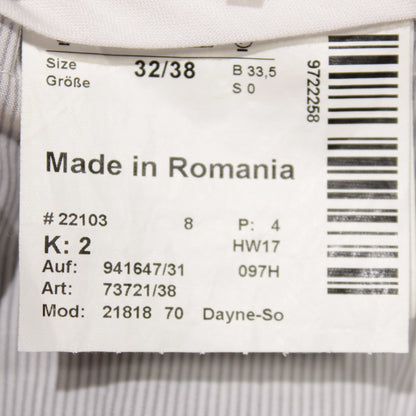 Size 32/38 B 33,5
Größe S 0
9722258
Made in Romania
# 22103 8 P: 4
K: 2 HW17
Auf: 941647/31 097H
Art: 73721/38
Mod: 21818 70 Dayne-So